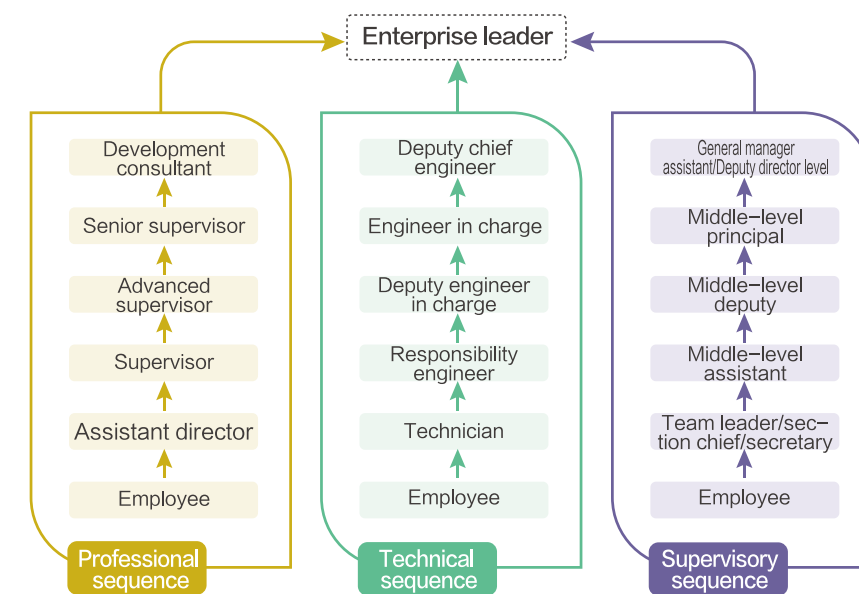 Enterprise leader
Development
consultant
Senior supervisor
Advanced
supervisor
Supervisor
Assistant director
Employee
Professional
sequence
Deputy chief
engineer
Engineer in charge
Deputy engineer
in charge
Responsibility
engineer
Technician
Employee
Technical
sequence
General manager
assistant/Deputy director level
Middle-level
principal
Middle-level
deputy
Middle-level
assistant
Team leader/sec-
tion chief/secretary
Employee
Supervisory
sequence